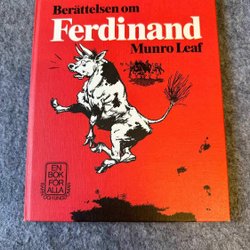 Berättelsen om
Ferdinand
Munro Leaf
EN
BOK
FÖR
ALLA